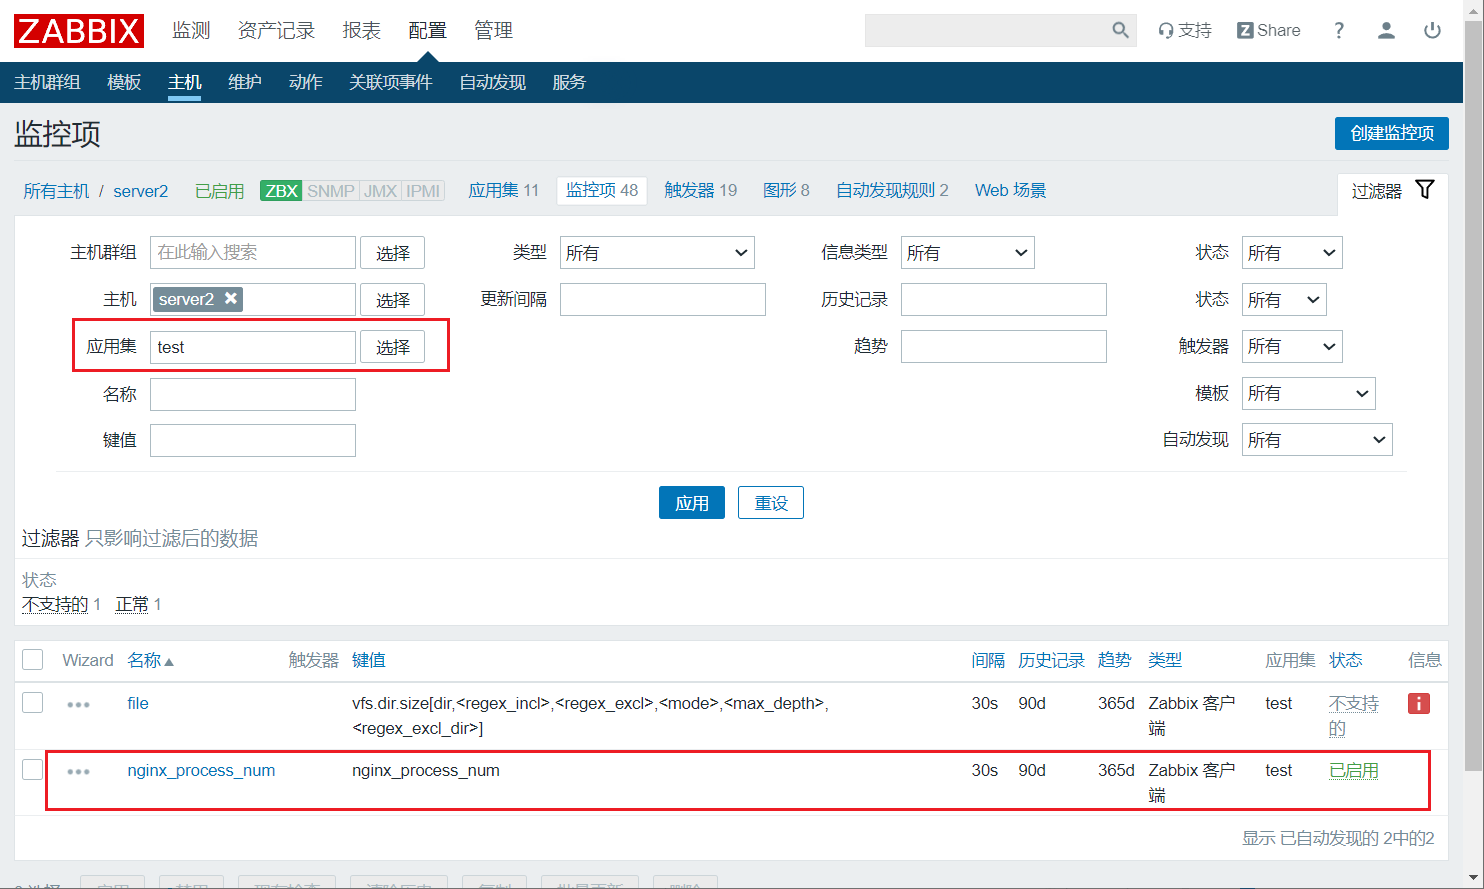 ZABBIX 监测 资产记录 报表 配置 管理 支持 Z Share ?
主机群组 模板 主机 维护 动作 关联项事件 自动发现 服务
监控项 创建监控项
所有主机 / server2 已启用 ZBX SNMP JMX IPMI 应用集 11 监控项 48 触发器 19 图形 8 自动发现规则 2 Web 场景 过滤器
主机群组 在此输入搜索 选择 类型 所有 信息类型 所有 状态 所有
主机 server2 选择 更新间隔 历史记录 状态 所有
应用集 test 选择 趋势 触发器 所有
名称 模板 所有
键值 自动发现 所有
应用 重设
过滤器 只影响过滤后的数据
状态
不支持的 1 正常 1
Wizard 名称 触发器 键值 间隔 历史记录 趋势 类型 应用集 状态 信息
file vfs.dir.size[dir,<regex_incl>,<regex_excl>,<mode>,<max_depth>, 30s 90d 365d Zabbix 客户 test 不支持 i
<regex_excl_dir>] 端 的
nginx_process_num nginx_process_num 30s 90d 365d Zabbix 客户 test 已启用
端
显示 已自动发现的 2中的2